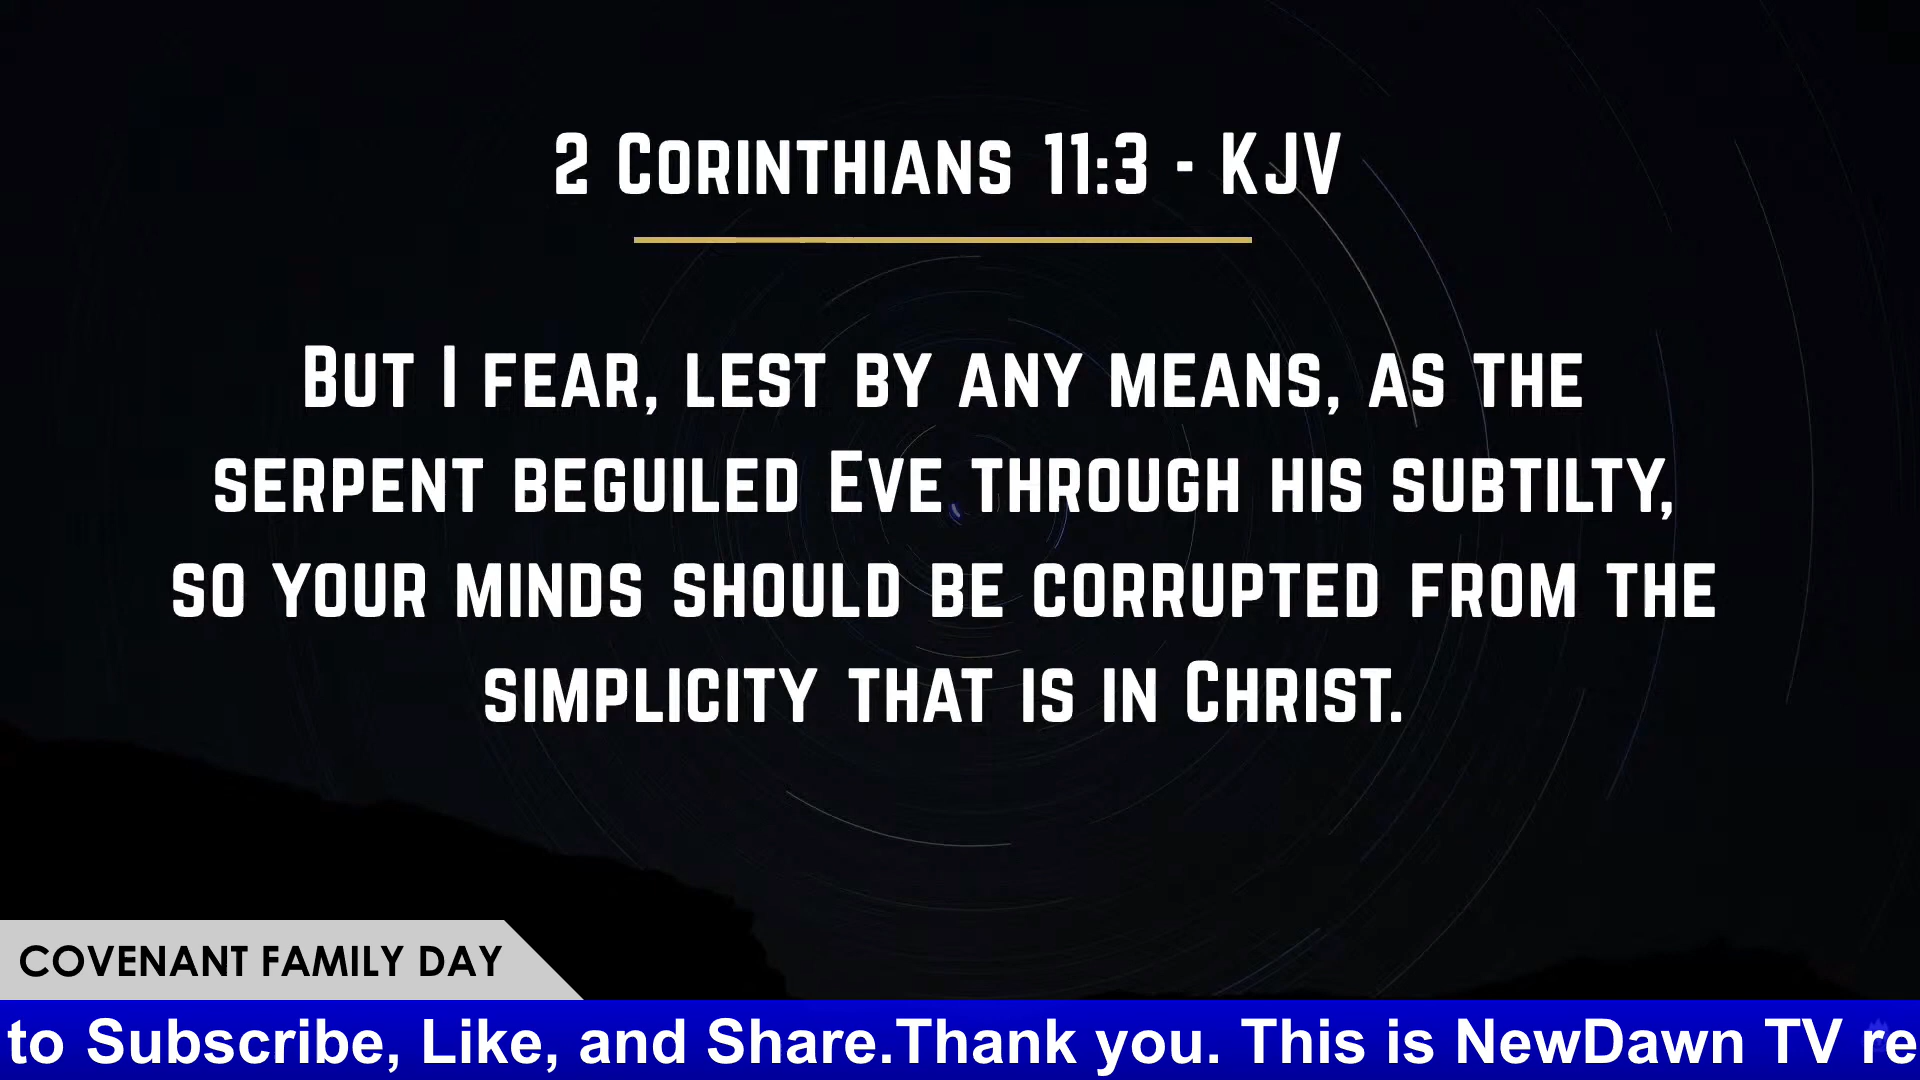 2 Corinthians 11:3 - KJV
But I fear, lest by any means, as the
serpent beguiled Eve through his subtilty,
so your minds should be corrupted from the
simplicity that is in Christ.
COVENANT FAMILY DAY
to Subscribe, Like, and Share.Thank you. This is NewDawn TV re